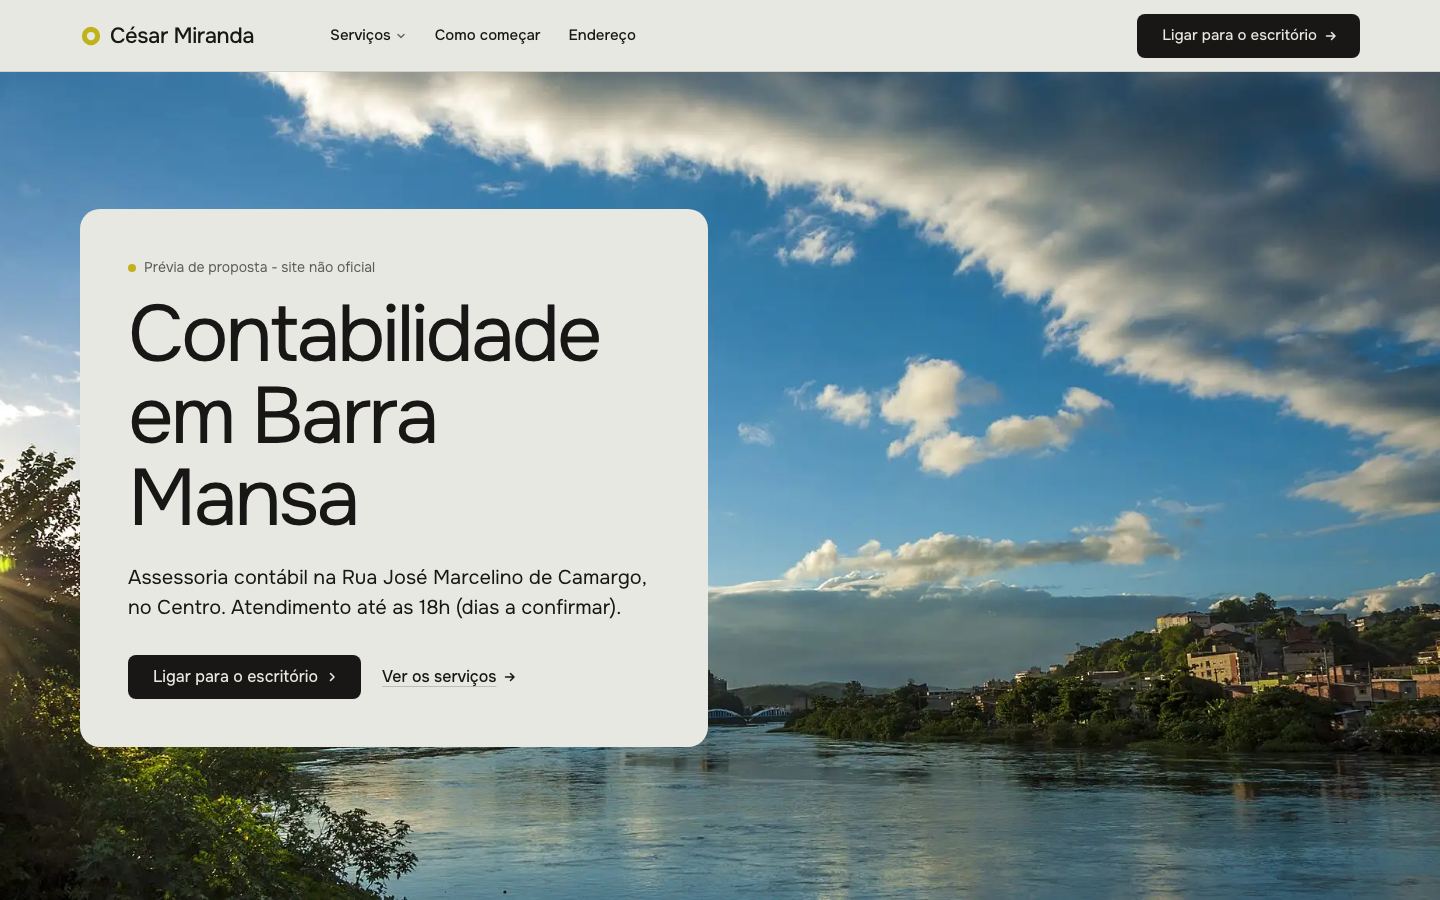 César Miranda
Serviços
Como começar
Endereço
Ligar para o escritório
Prévia de proposta - site não oficial
Contabilidade
em Barra
Mansa
Assessoria contábil na Rua José Marcelino de Camargo,
no Centro. Atendimento até as 18h (dias a confirmar).
Ligar para o escritório
Ver os serviços